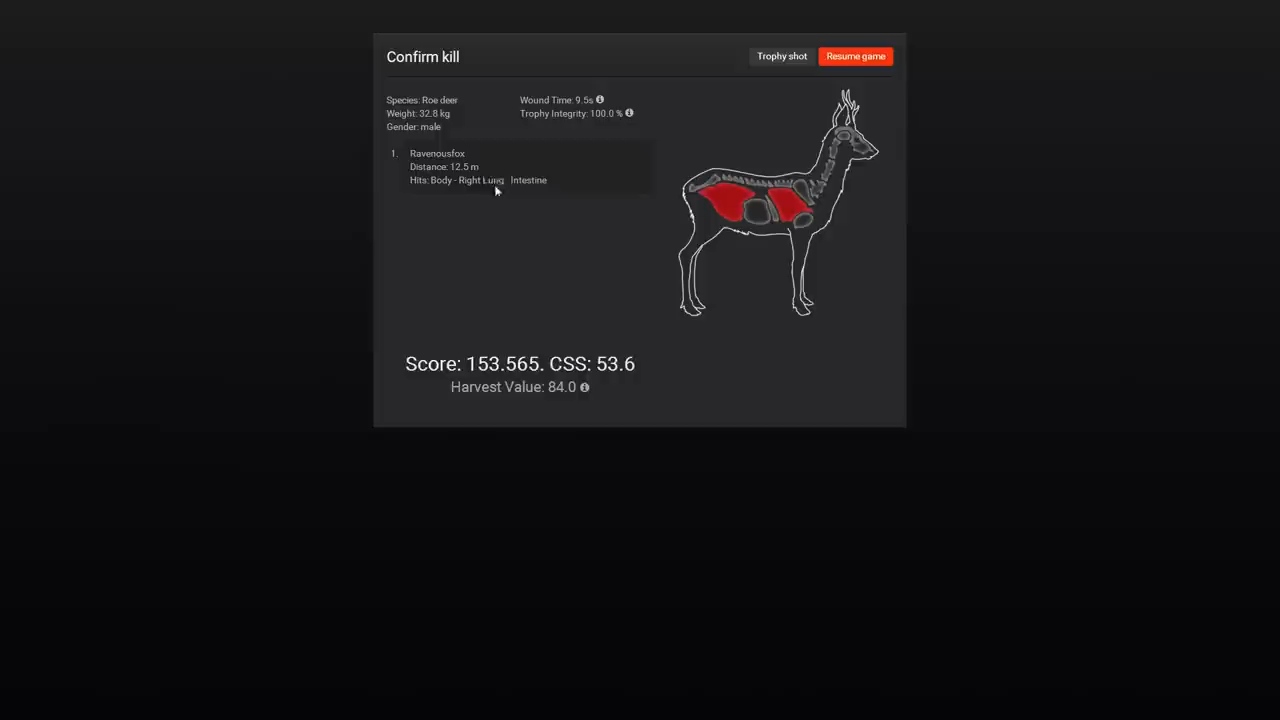 Confirm kill
Trophy shot
Resume game
Species: Roe deer
Weight: 32.8 kg
Gender: male
Wound Time: 9.5s
Trophy Integrity: 100.0 %
1. Ravenousfox
Distance: 12.5 m
Hits: Body - Right Lung Intestine
Score: 153.565. CSS: 53.6
Harvest Value: 84.0